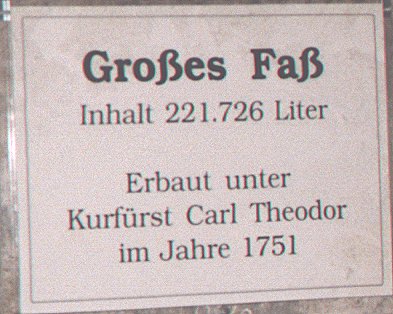 Großes Faß
Inhalt 221.726 Liter
Erbaut unter
Kurfürst Carl Theodor
im Jahre 1751